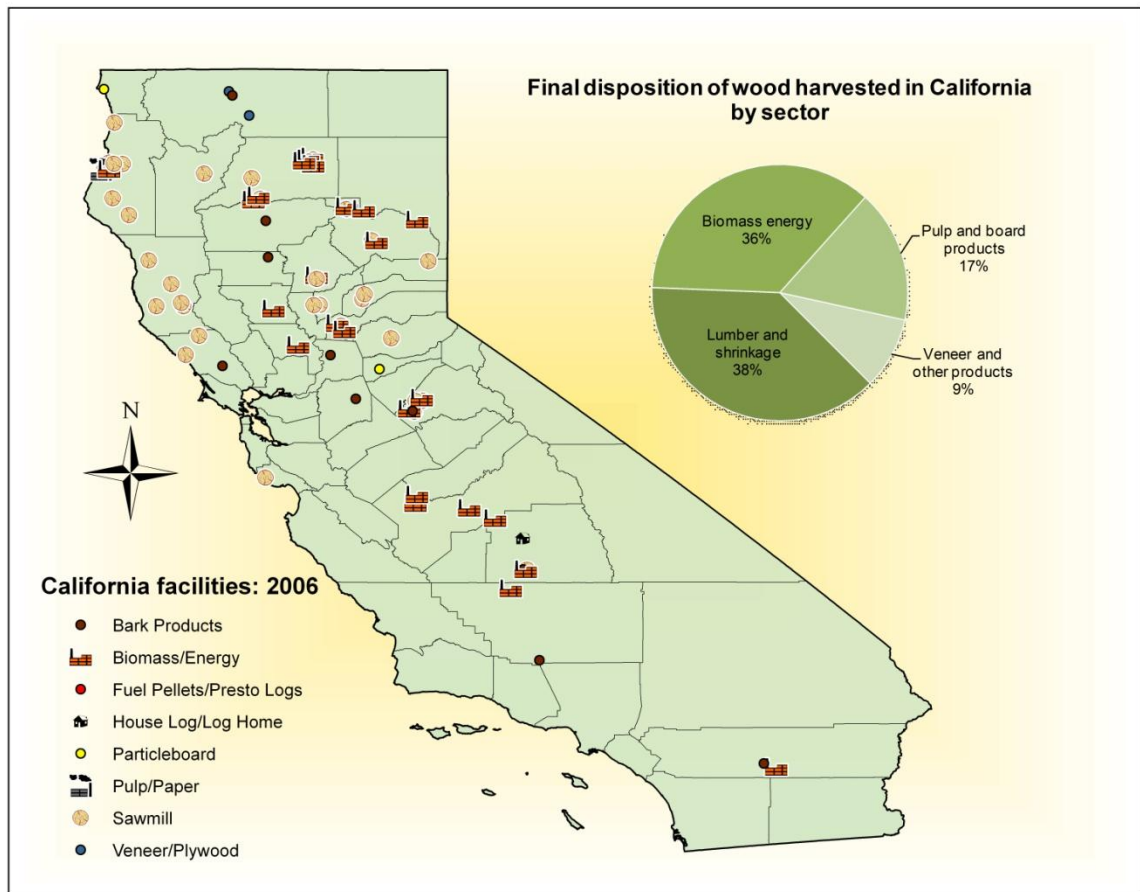 Final disposition of wood harvested in California
by sector
Biomass energy
36%
Pulp and board
products
17%
Lumber and
shrinkage
38%
Veneer and
other products
9%
N
California facilities: 2006
Bark Products
Biomass/Energy
Fuel Pellets/Presto Logs
House Log/Log Home
Particleboard
Pulp/Paper
Sawmill
Veneer/Plywood